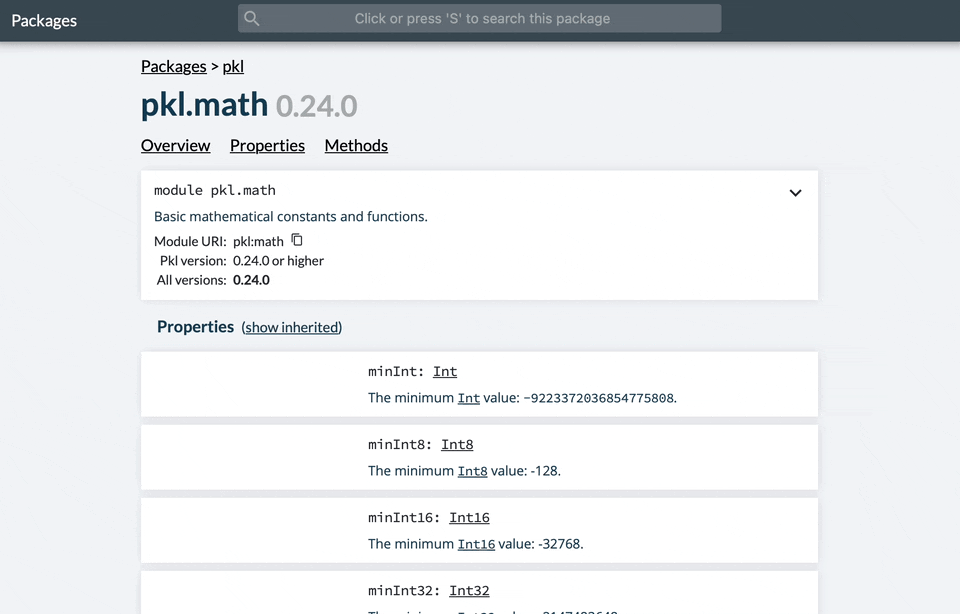 Packages
Click or press 'S' to search this package
Packages > pkl
pkl.math 0.24.0
Overview Properties Methods
module pkl.math
Basic mathematical constants and functions.
Module URI: pkl:math
Pkl version: 0.24.0 or higher
All versions: 0.24.0
Properties (show inherited)
minInt: Int
The minimum Int value: -9223372036854775808.
minInt8: Int8
The minimum Int8 value: -128.
minInt16: Int16
The minimum Int16 value: -32768.
minInt32: Int32